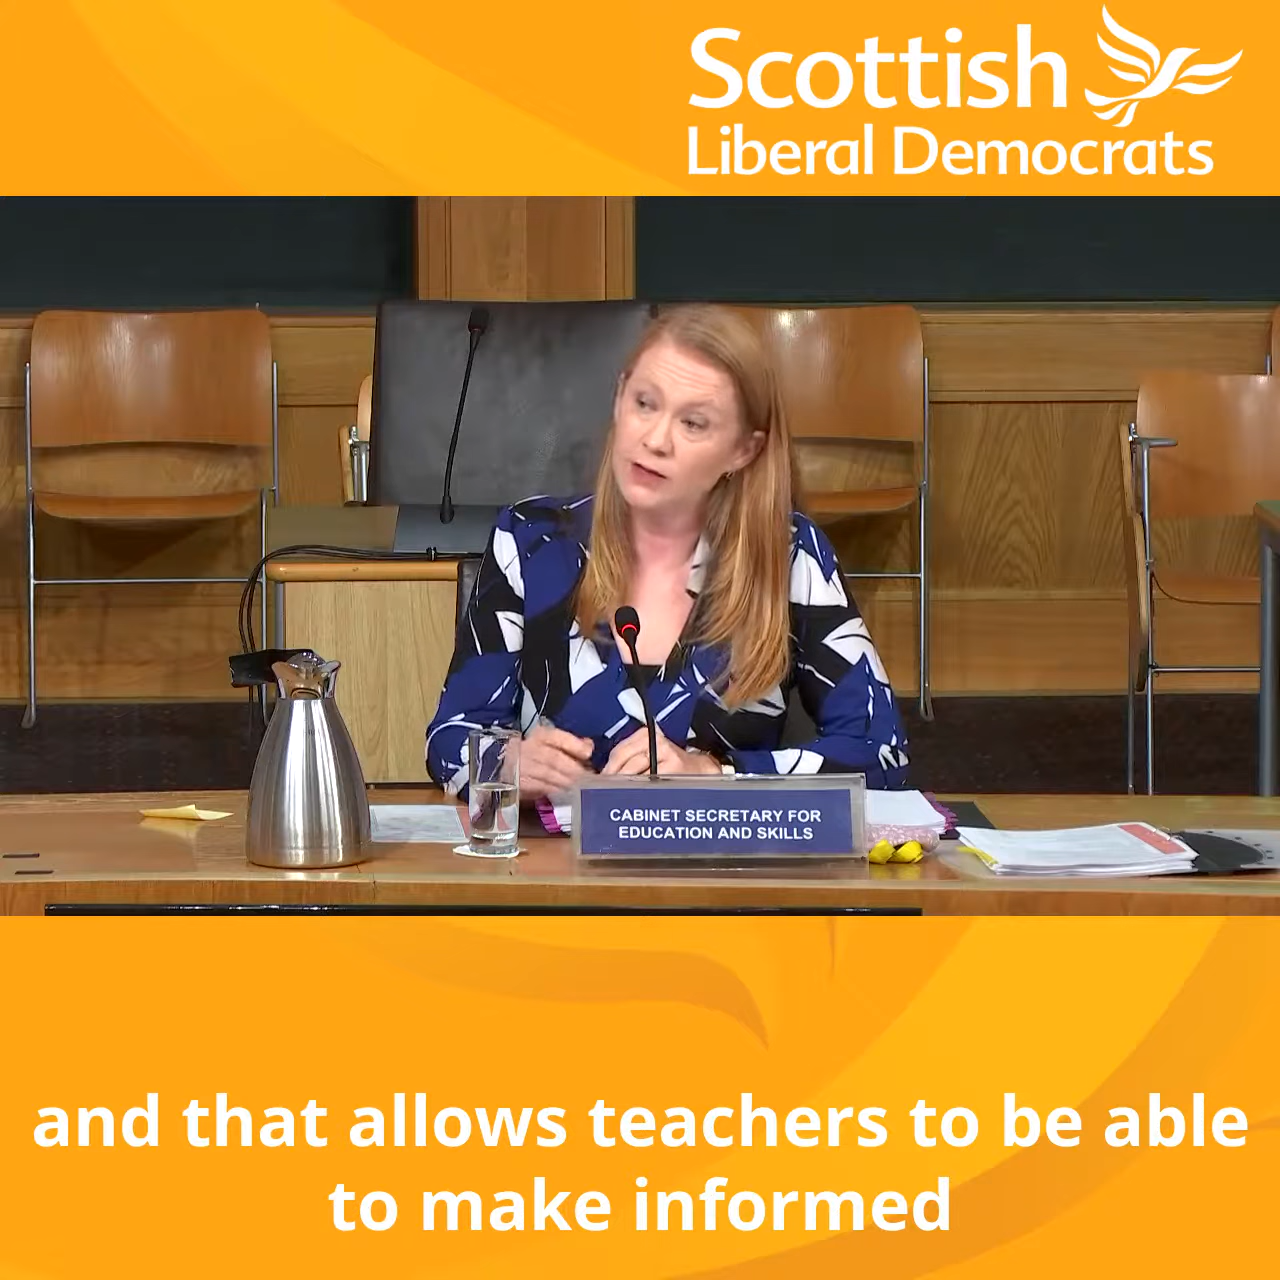 Scottish
Liberal Democrats
CABINET SECRETARY FOR
EDUCATION AND SKILLS
and that allows teachers to be able
to make informed